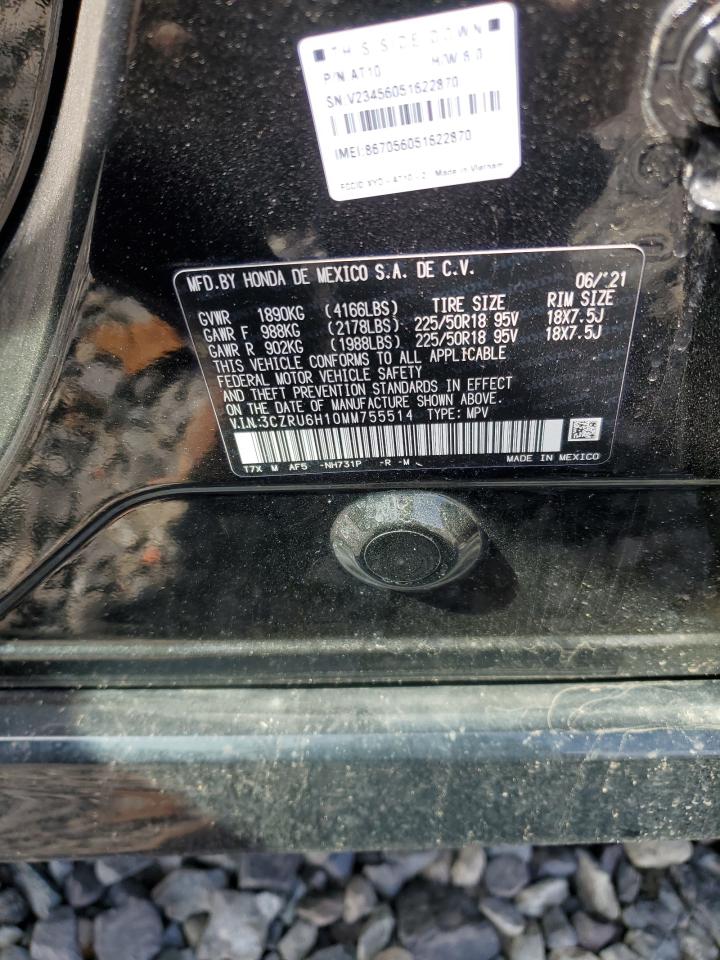 THIS SIDE DOWN
P/N AT10 H/W 6.0
SN:V23456051622870
IMEI:867056051622870
Made in Vietnam
MFD.BY HONDA DE MEXICO S.A. DE C.V. 06/'21
GVWR 1890KG (4166LBS) TIRE SIZE RIM SIZE
GAWR F 988KG (2178LBS) 225/50R18 95V 18X7.5J
GAWR R 902KG (1988LBS) 225/50R18 95V 18X7.5J
THIS VEHICLE CONFORMS TO ALL APPLICABLE
FEDERAL MOTOR VEHICLE SAFETY
AND THEFT PREVENTION STANDARDS IN EFFECT
ON THE DATE OF MANUFACTURE SHOWN ABOVE.
V.I.N:3CZRU6H10MM755514 TYPE: MPV
T7X M AF5 -NH731P -R -M MADE IN MEXICO